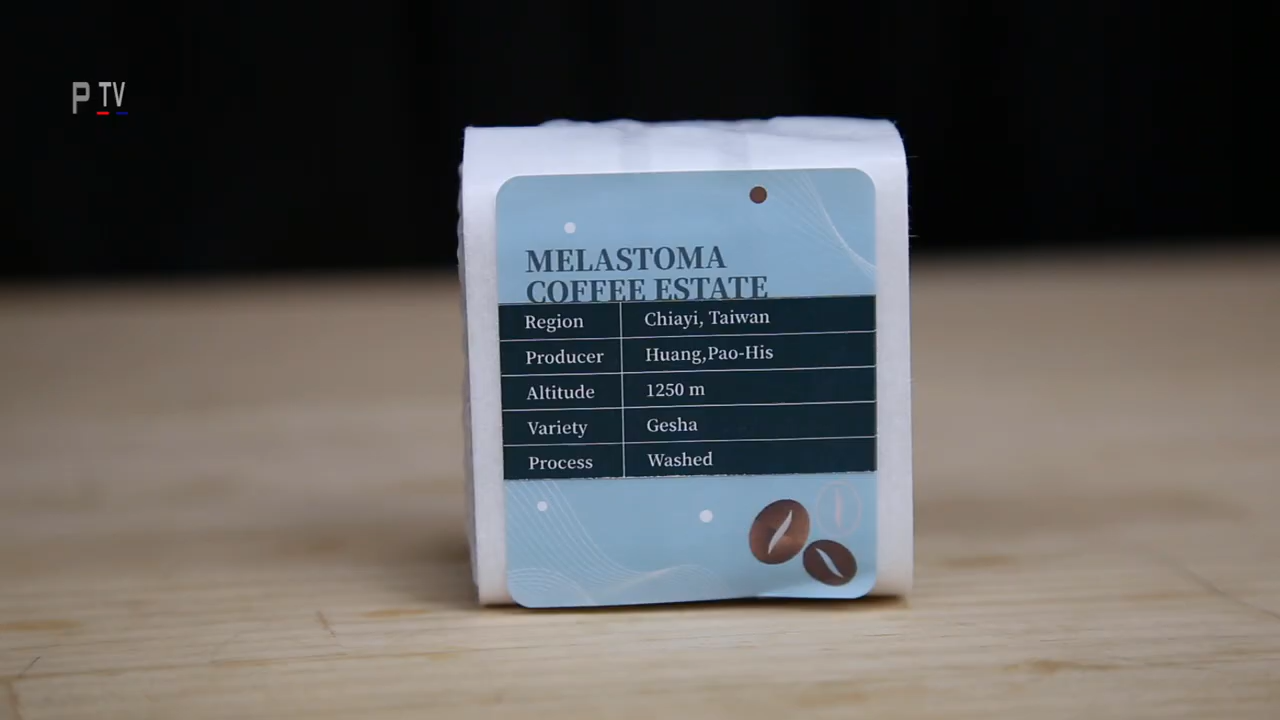 P TV
MELASTOMA
COFFEE ESTATE
Region Chiayi, Taiwan
Producer Huang,Pao-His
Altitude 1250 m
Variety Gesha
Process Washed